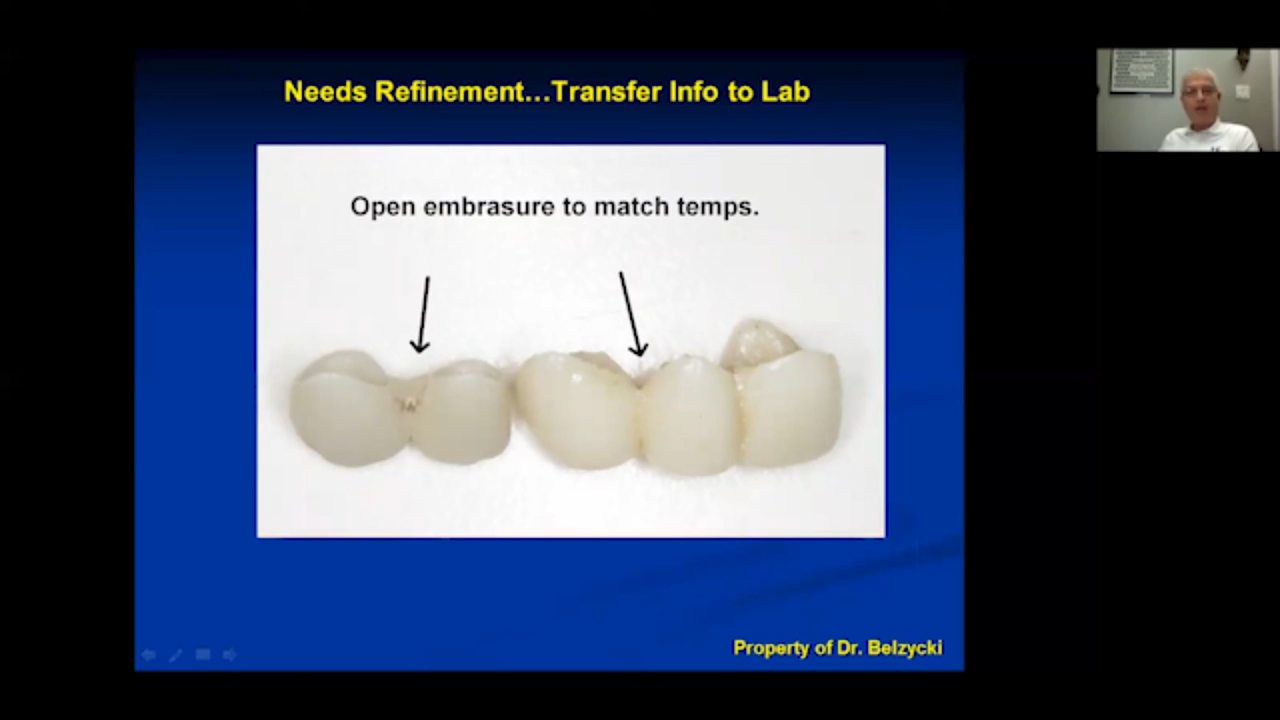 Needs Refinement...Transfer Info to Lab
Open embrasure to match temps.
Property of Dr. Belzycki